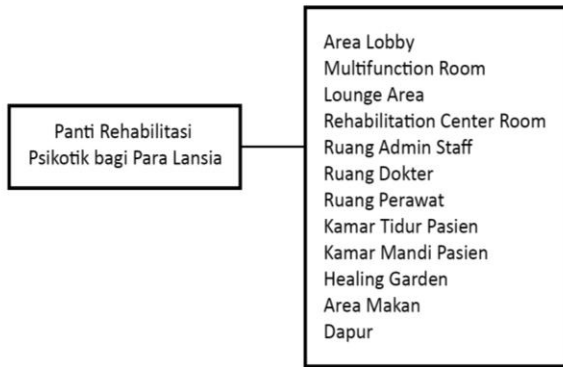 Panti Rehabilitasi
Psikotik bagi Para Lansia
Area Lobby
Multifunction Room
Lounge Area
Rehabilitation Center Room
Ruang Admin Staff
Ruang Dokter
Ruang Perawat
Kamar Tidur Pasien
Kamar Mandi Pasien
Healing Garden
Area Makan
Dapur